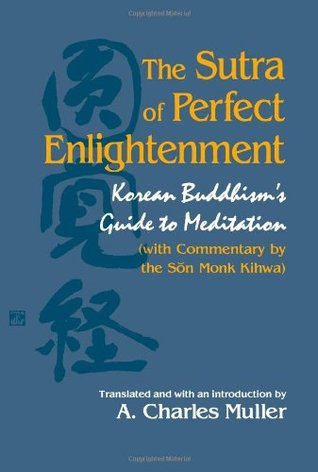 The Sutra
of Perfect
Enlightenment
Korean Buddhism's
Guide to Meditation
(with Commentary by
the Sŏn Monk Kihwa)
Translated and with an introduction by
A. Charles Muller
圓覺経